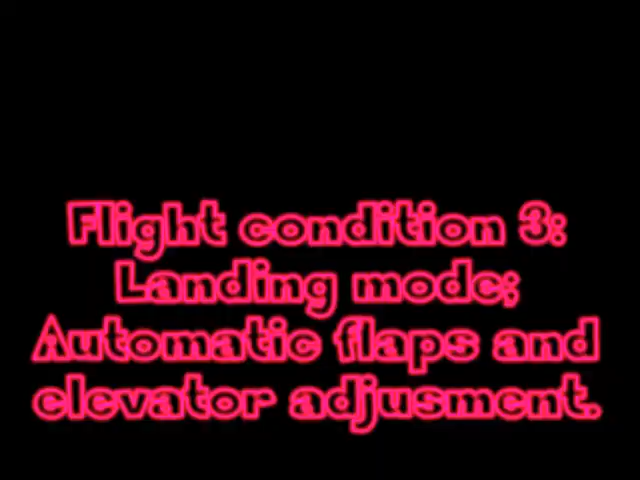 Flight condition 3:
Landing mode;
Automatic flaps and
elevator adjusment.